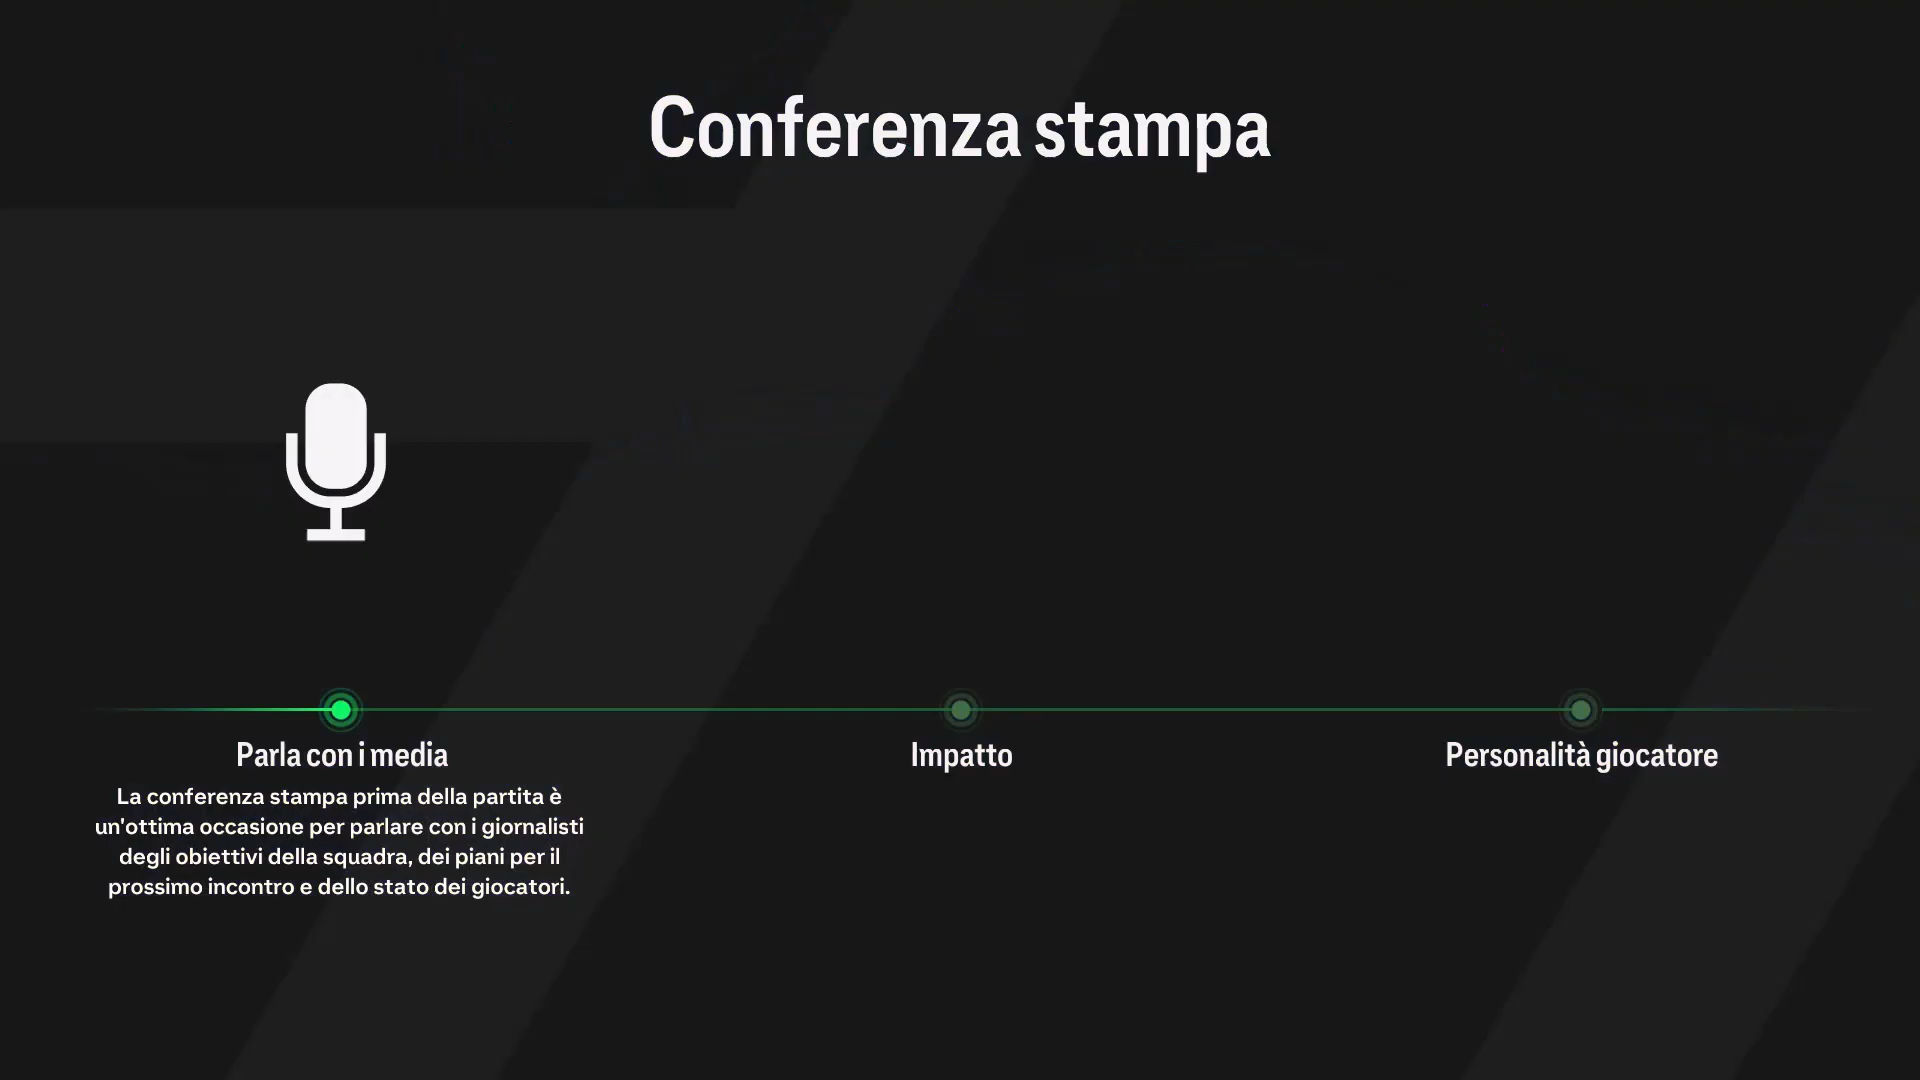 Conferenza stampa
Parla con i media
La conferenza stampa prima della partita è
un'ottima occasione per parlare con i giornalisti
degli obiettivi della squadra, dei piani per il
prossimo incontro e dello stato dei giocatori.
Impatto
Personalità giocatore